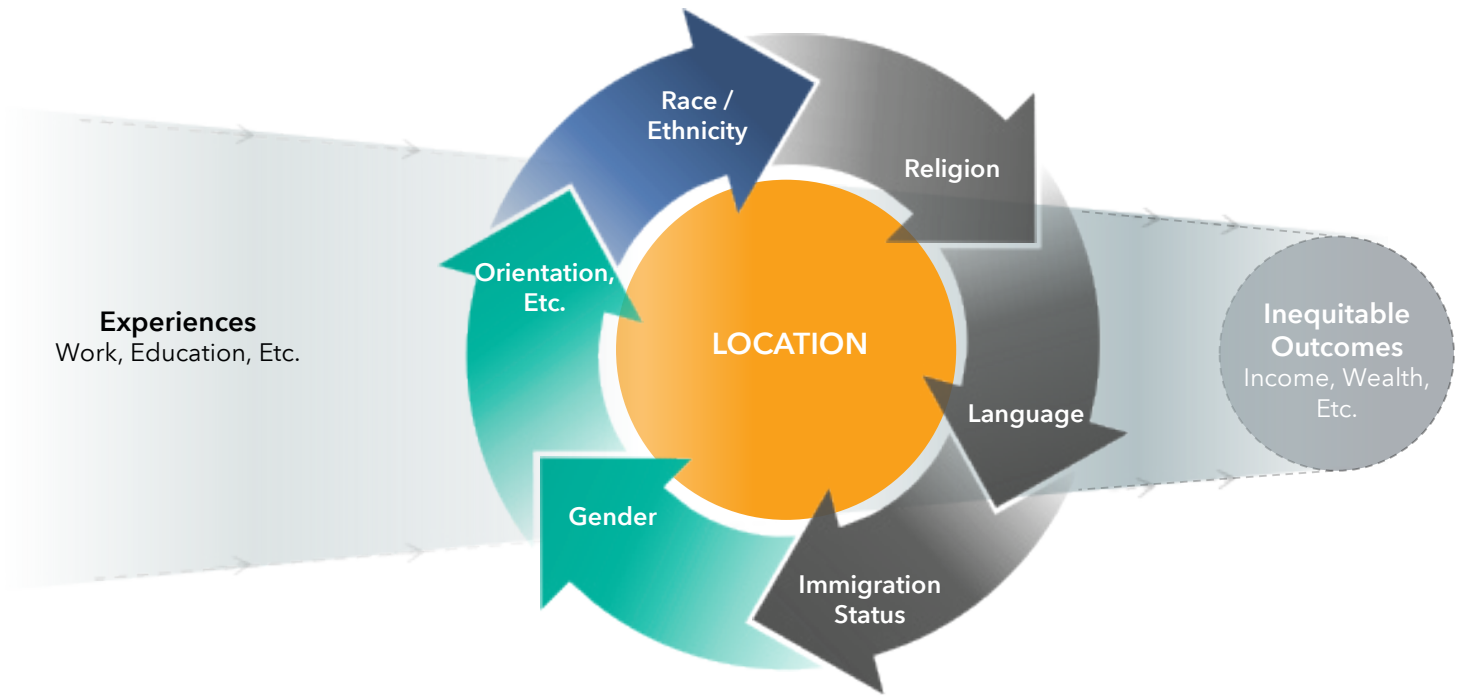 Experiences
Work, Education, Etc.
Race /
Ethnicity
Religion
Orientation,
Etc.
LOCATION
Language
Gender
Immigration
Status
Inequitable
Outcomes
Income, Wealth,
Etc.